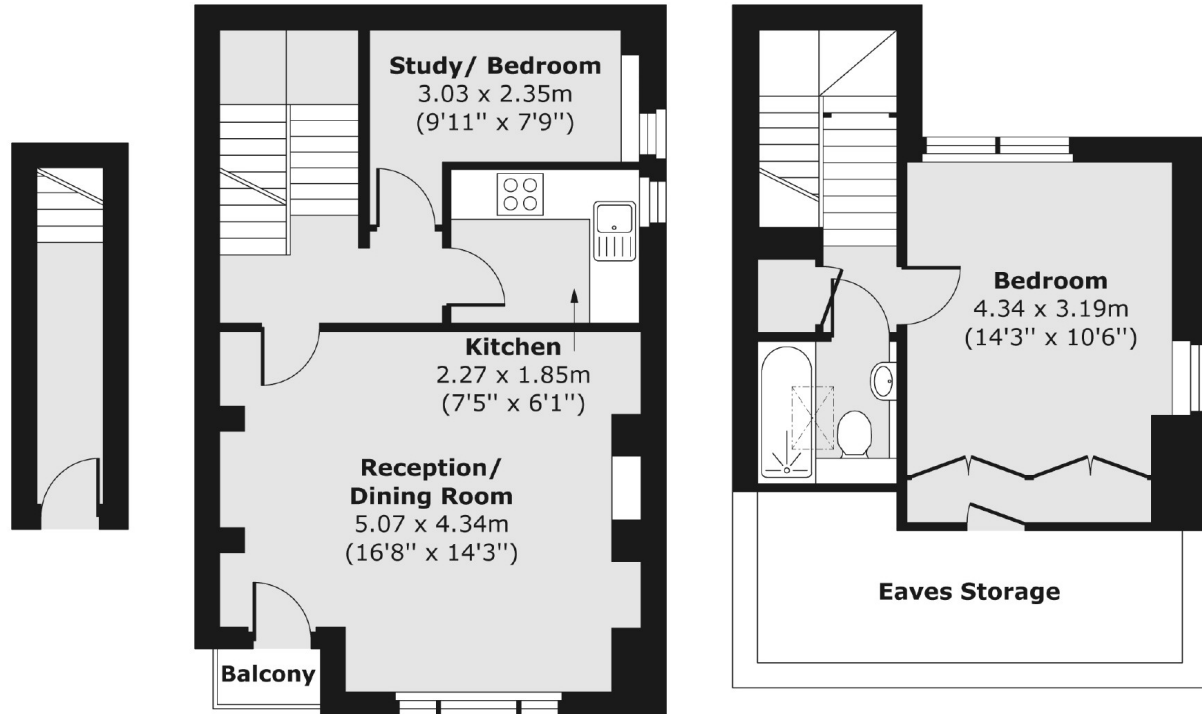 Study/ Bedroom
3.03 x 2.35m
(9'11" x 7'9")
Kitchen
2.27 x 1.85m
(7'5" x 6'1")
Reception/
Dining Room
5.07 x 4.34m
(16'8" x 14'3")
Balcony
Bedroom
4.34 x 3.19m
(14'3" x 10'6")
Eaves Storage